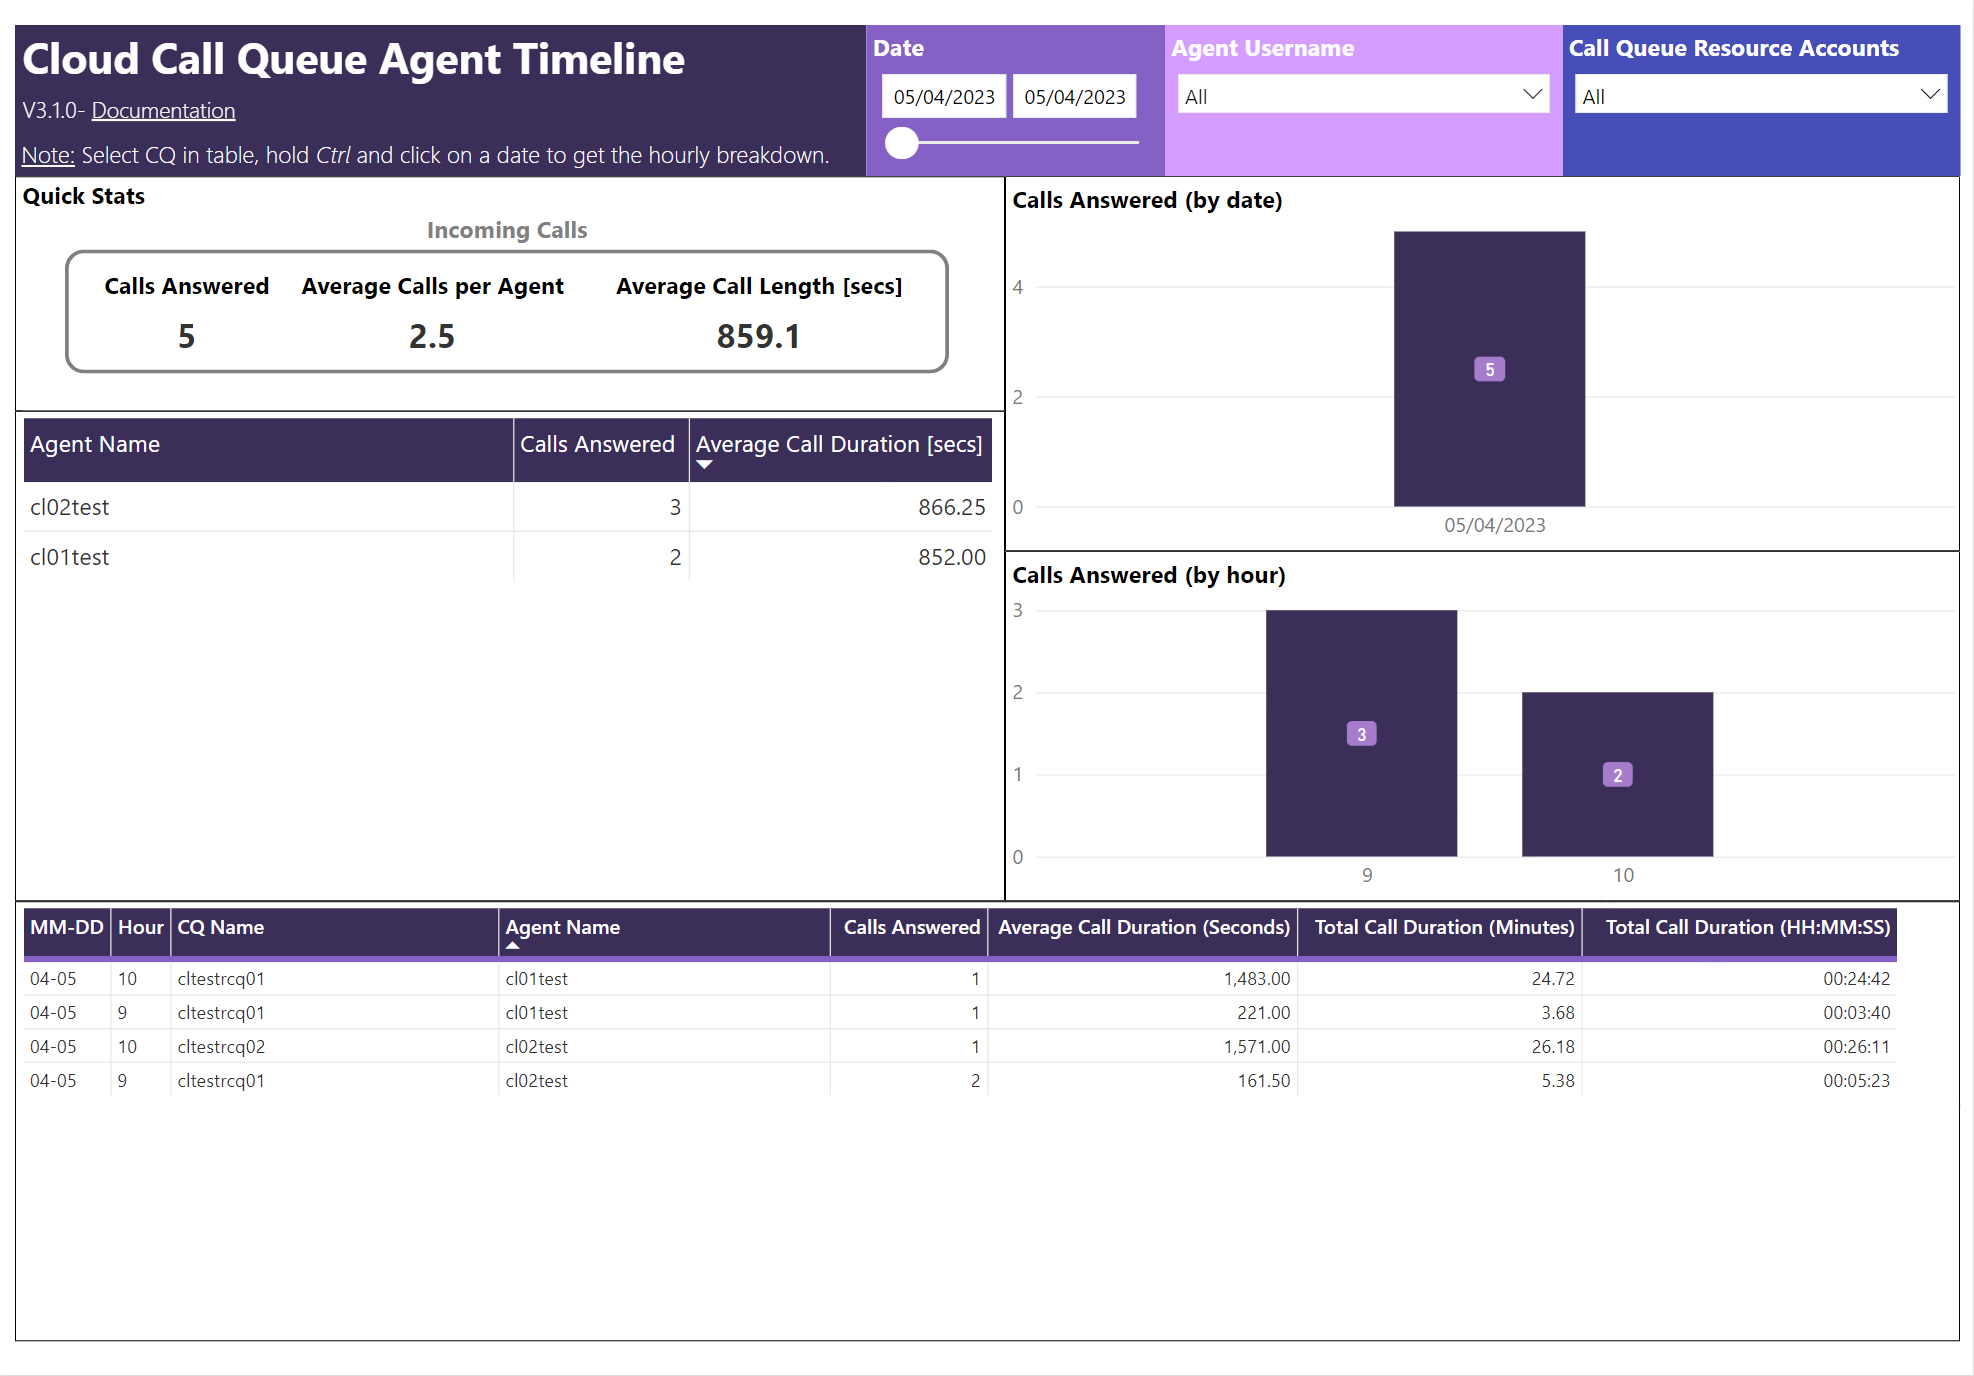 Cloud Call Queue Agent Timeline
V3.1.0- Documentation
Note: Select CQ in table, hold Ctrl and click on a date to get the hourly breakdown.
Date
05/04/2023 05/04/2023
Agent Username
All
Call Queue Resource Accounts
All
Quick Stats
Incoming Calls
Calls Answered Average Calls per Agent Average Call Length [secs]
5 2.5 859.1
Agent Name Calls Answered Average Call Duration [secs]
cl02test 3 866.25
cl01test 2 852.00
Calls Answered (by date)
4
2
0
5
05/04/2023
Calls Answered (by hour)
3
2
1
0
3
2
9 10
MM-DD Hour CQ Name Agent Name Calls Answered Average Call Duration (Seconds) Total Call Duration (Minutes) Total Call Duration (HH:MM:SS)
04-05 10 cltestrcq01 cl01test 1 1,483.00 24.72 00:24:42
04-05 9 cltestrcq01 cl01test 1 221.00 3.68 00:03:40
04-05 10 cltestrcq02 cl02test 1 1,571.00 26.18 00:26:11
04-05 9 cltestrcq01 cl02test 2 161.50 5.38 00:05:23